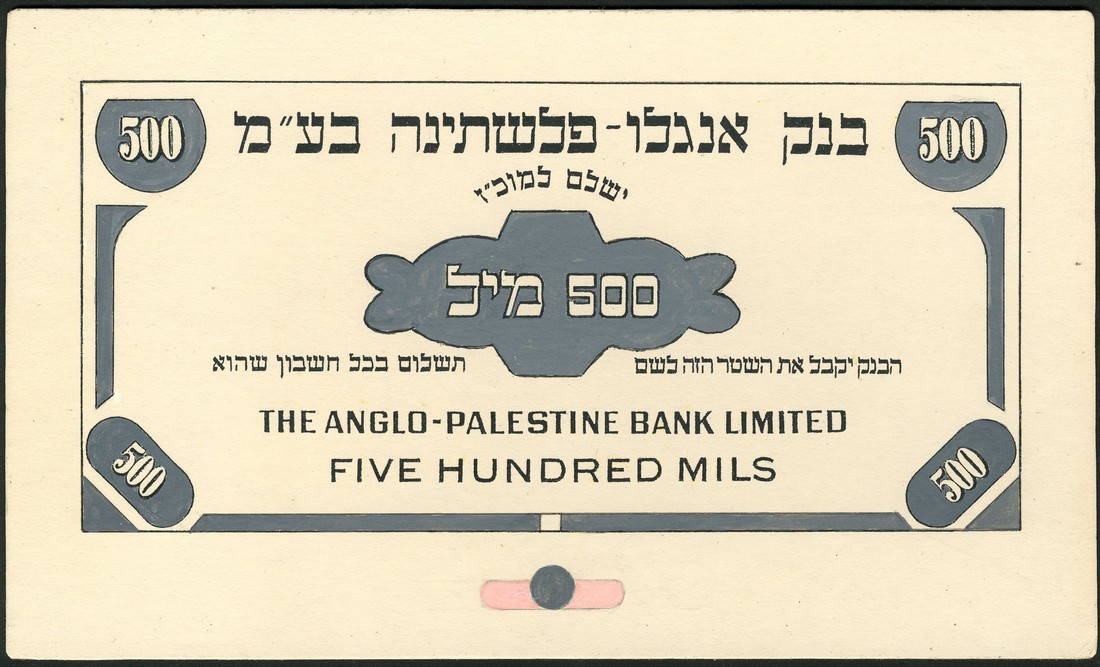 500 בנק אנגלו-פלשתינה בע״מ 500
ישלם למוכ״ז
500 מיל
הבנק יקבל את השטר הזה לשם תשלום בכל חשבון שהוא
THE ANGLO-PALESTINE BANK LIMITED
FIVE HUNDRED MILS
500 500